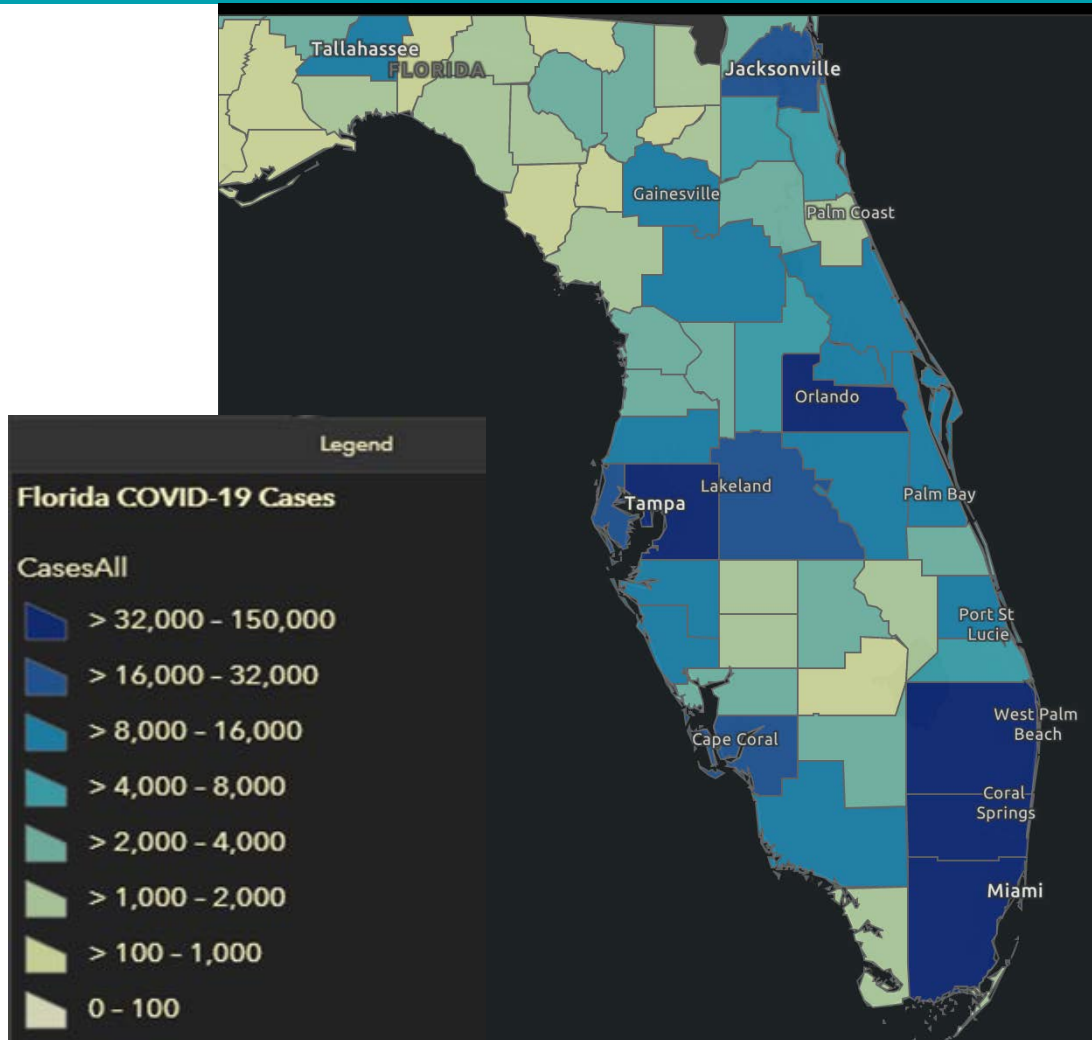 Tallahassee
FLORIDA
Jacksonville
Gainesville
Palm Coast
Orlando
Lakeland
Tampa
Palm Bay
Port St
Lucie
West Palm
Beach
Cape Coral
Coral
Springs
Miami
Legend
Florida COVID-19 Cases
CasesAll
> 32,000 – 150,000
> 16,000 – 32,000
> 8,000 – 16,000
> 4,000 – 8,000
> 2,000 – 4,000
> 1,000 – 2,000
> 100 – 1,000
0 – 100